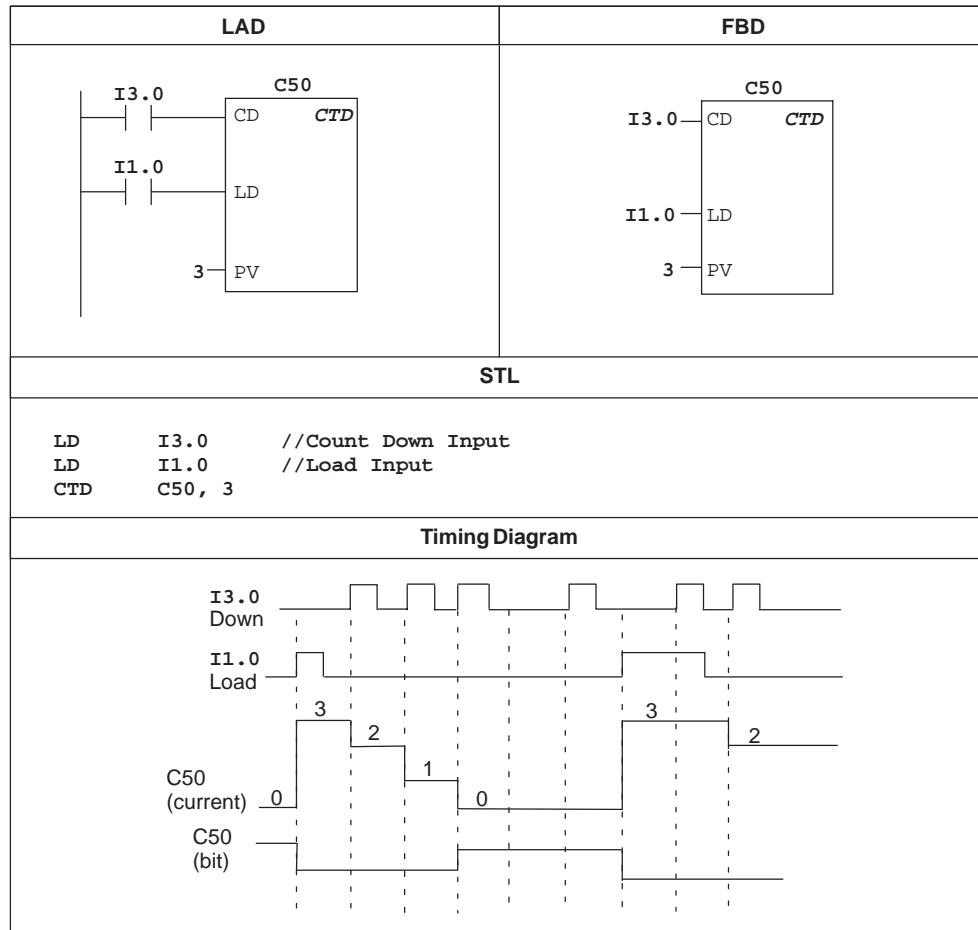 LAD
FBD
C50
I3.0
CD CTD
I1.0
LD
3 PV
C50
I3.0 CD CTD
I1.0 LD
3 PV
STL
LD I3.0 //Count Down Input
LD I1.0 //Load Input
CTD C50, 3
Timing Diagram
I3.0
Down
I1.0
Load
3
2
1
0
3
2
C50
(current) 0
C50
(bit)